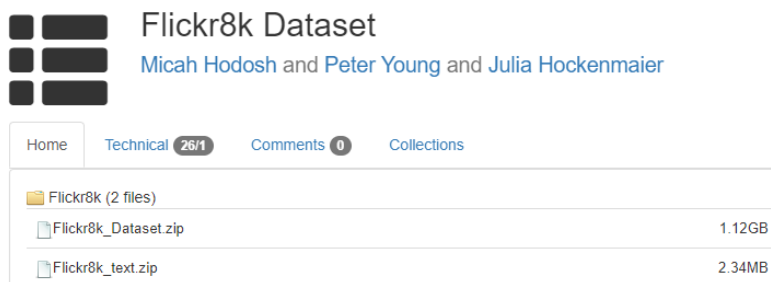 Flickr8k Dataset
Micah Hodosh and Peter Young and Julia Hockenmaier
Home Technical 26/1 Comments 0 Collections
Flickr8k (2 files)
Flickr8k_Dataset.zip 1.12GB
Flickr8k_text.zip 2.34MB